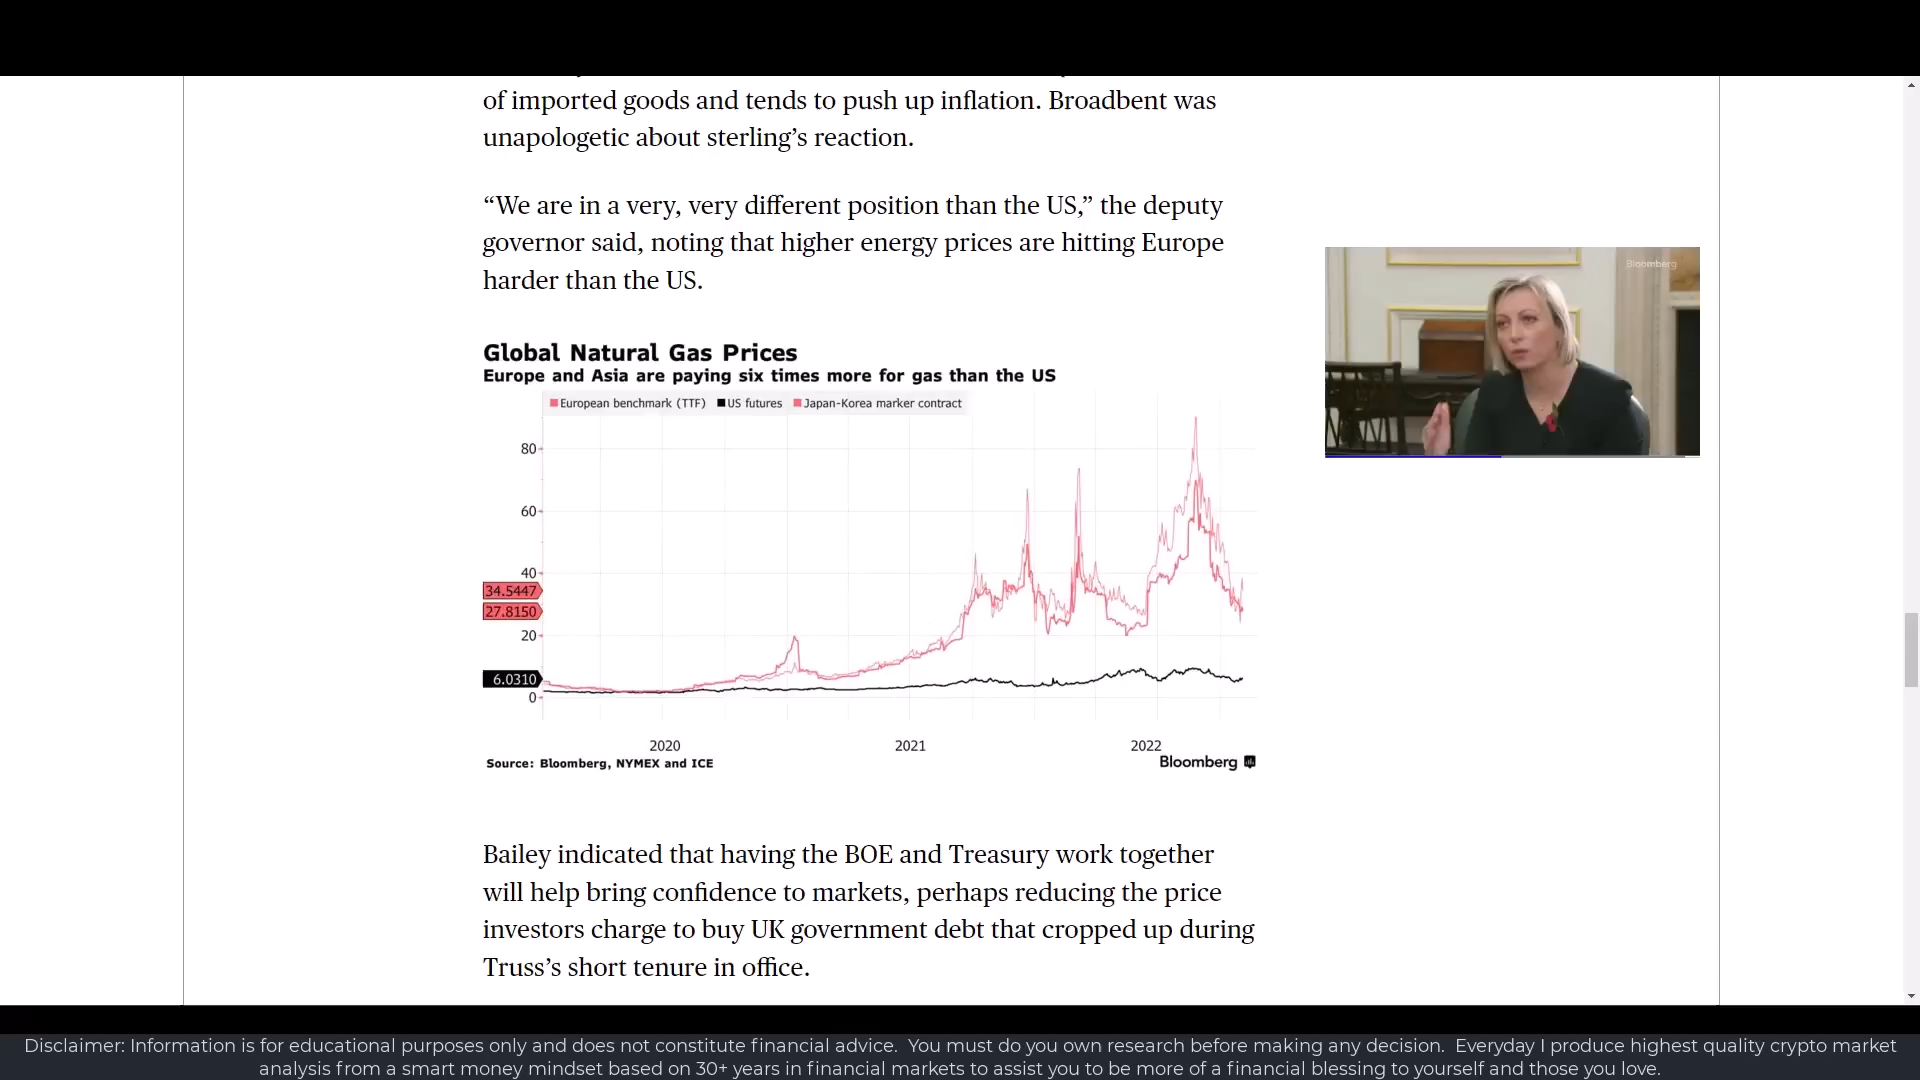 of imported goods and tends to push up inflation. Broadbent was
unapologetic about sterling’s reaction.
“We are in a very, very different position than the US,” the deputy
governor said, noting that higher energy prices are hitting Europe
harder than the US.
Bloomberg
Global Natural Gas Prices
Europe and Asia are paying six times more for gas than the US
European benchmark (TTF) US futures Japan-Korea marker contract
80
60
40
34.5447
27.8150
20
6.0310
0
2020 2021 2022
Source: Bloomberg, NYMEX and ICE
Bloomberg
Bailey indicated that having the BOE and Treasury work together
will help bring confidence to markets, perhaps reducing the price
investors charge to buy UK government debt that cropped up during
Truss’s short tenure in office.
Disclaimer: Information is for educational purposes only and does not constitute financial advice. You must do you own research before making any decision. Everyday I produce highest quality crypto market
analysis from a smart money mindset based on 30+ years in financial markets to assist you to be more of a financial blessing to yourself and those you love.